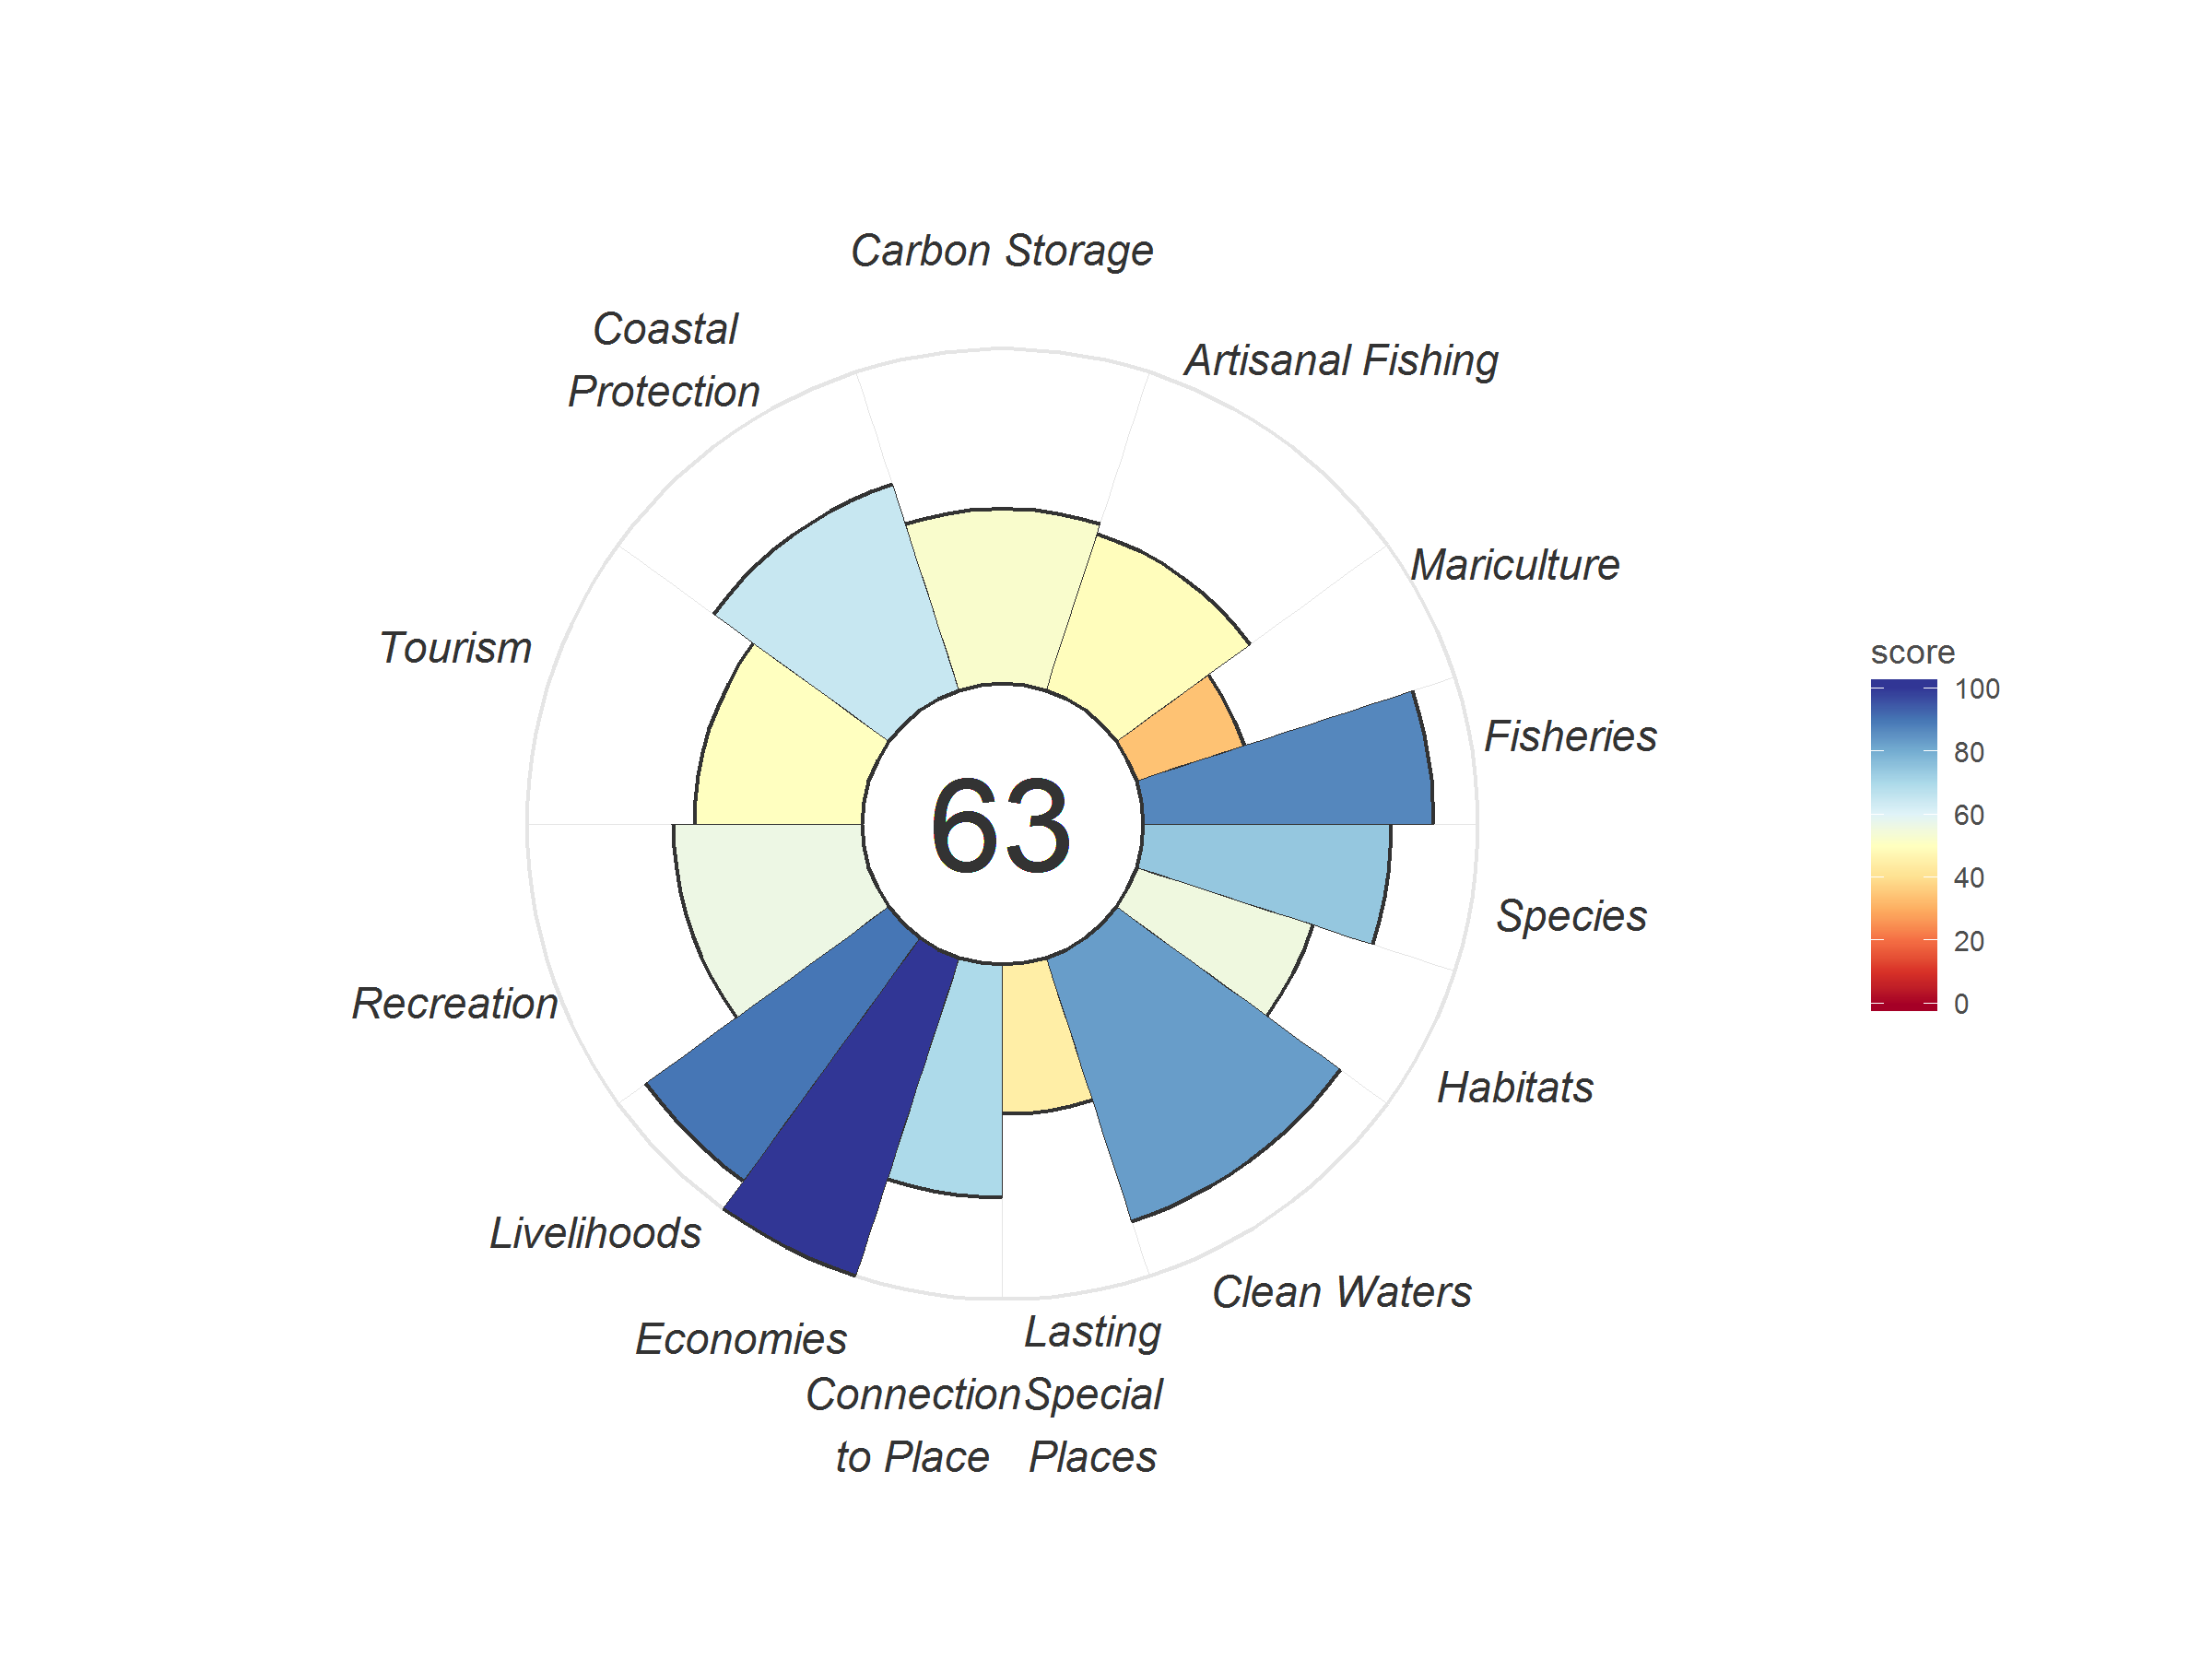 Carbon Storage
Coastal
Protection
Artisanal Fishing
Mariculture
Tourism
Fisheries
63
Species
Recreation
Habitats
Livelihoods
Clean Waters
Economies
Lasting
Special
Places
Connection
to Place
score
100
80
60
40
20
0